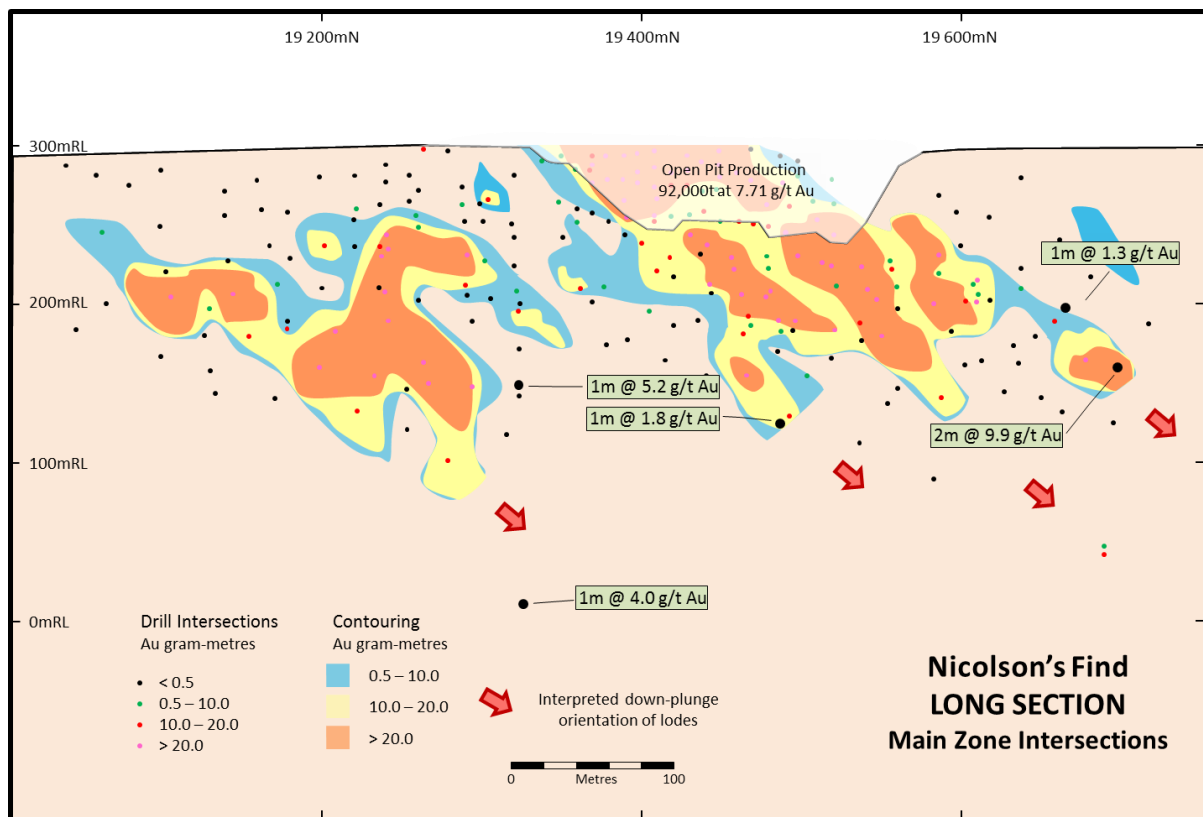 19 200mN
19 400mN
19 600mN
300mRL
Open Pit Production
92,000t at 7.71 g/t Au
1m @ 1.3 g/t Au
200mRL
1m @ 5.2 g/t Au
1m @ 1.8 g/t Au
2m @ 9.9 g/t Au
100mRL
1m @ 4.0 g/t Au
0mRL
Drill Intersections
Au gram-metres
< 0.5
0.5 – 10.0
10.0 – 20.0
> 20.0
Contouring
Au gram-metres
0.5 – 10.0
10.0 – 20.0
> 20.0
Interpreted down-plunge
orientation of lodes
0 Metres 100
Nicolson's Find
LONG SECTION
Main Zone Intersections